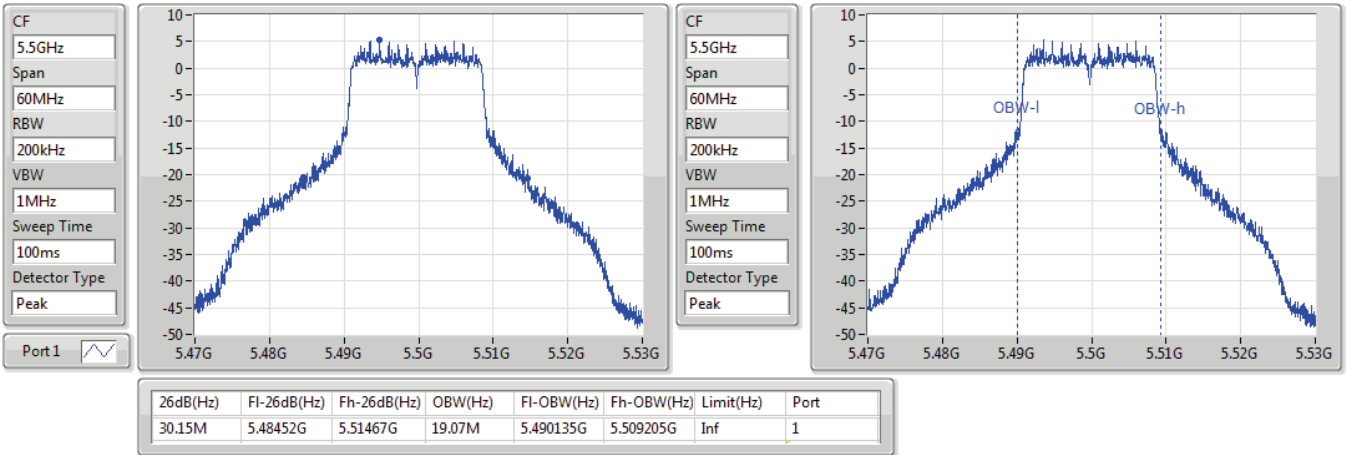 CF
5.5GHz
Span
60MHz
RBW
200kHz
VBW
1MHz
Sweep Time
100ms
Detector Type
Peak
Port 1
10
5
0
-5
-10
-15
-20
-25
-30
-35
-40
-45
-50
5.47G 5.48G 5.49G 5.5G 5.51G 5.52G 5.53G
CF
5.5GHz
Span
60MHz
RBW
200kHz
VBW
1MHz
Sweep Time
100ms
Detector Type
Peak
10
5
0
-5
-10
-15
-20
-25
-30
-35
-40
-45
-50
OBW-l OBW-h
5.47G 5.48G 5.49G 5.5G 5.51G 5.52G 5.53G
26dB(Hz) Fl-26dB(Hz) Fh-26dB(Hz) OBW(Hz) Fl-OBW(Hz) Fh-OBW(Hz) Limit(Hz) Port
30.15M 5.48452G 5.51467G 19.07M 5.490135G 5.509205G Inf 1